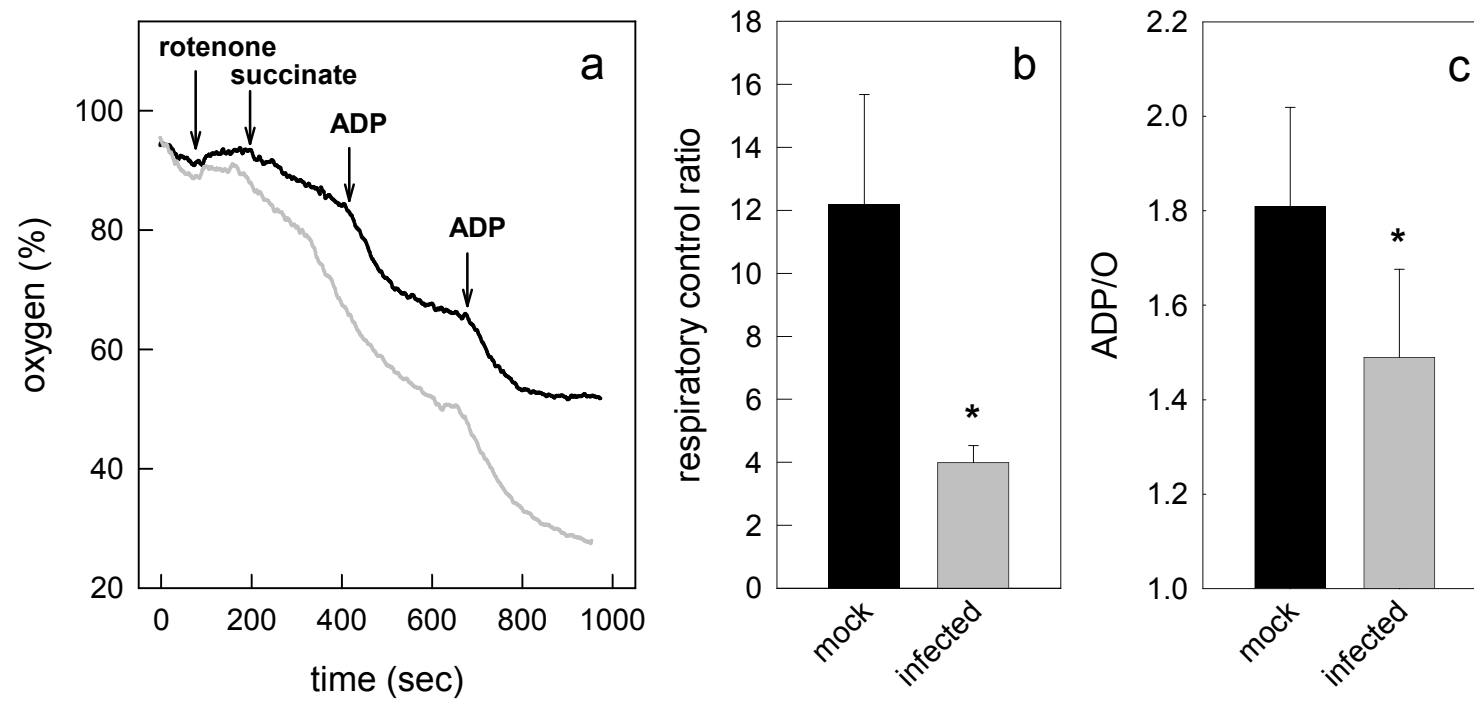 a
rotenone
succinate
ADP
ADP
100
80
60
40
20
oxygen (%)
0 200 400 600 800 1000
time (sec)
b
18
16
14
12
10
8
6
4
2
0
respiratory control ratio
*
mock
infected
c
2.2
2.0
1.8
1.6
1.4
1.2
1.0
ADP/O
*
mock
infected